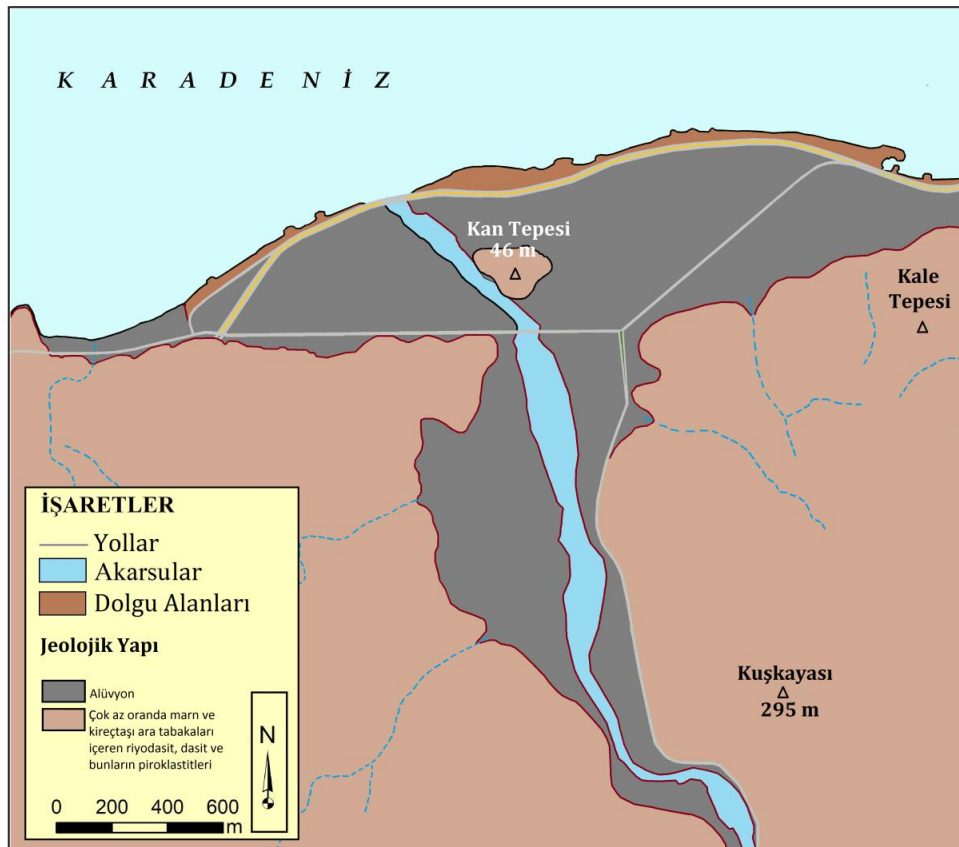 K A R A D E N İ Z
Kan Tepesi
46 m
Kale
Tepesi
Kuşkayası
295 m
İŞARETLER
Yollar
Akarsular
Dolgu Alanları
Jeolojik Yapı
Alüvyon
Çok az oranda marn ve
kireçtaşı ara tabakaları
içeren riyodasit, dasit ve
bunların piroklastitleri
N
0 200 400 600
m